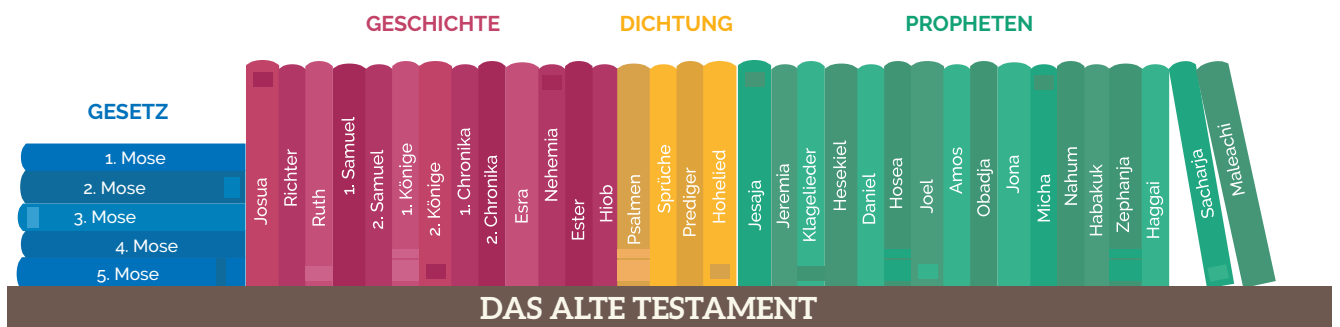 GESCHICHTE
DICHTUNG
PROPHETEN
GESETZ
1. Mose
2. Mose
3. Mose
4. Mose
5. Mose
Josua
Richter
Ruth
1. Samuel
2. Samuel
1. Könige
2. Könige
1. Chronika
2. Chronika
Esra
Nehemia
Ester
Hiob
Psalmen
Sprüche
Prediger
Hohelied
Jesaja
Jeremia
Klagelieder
Hesekiel
Daniel
Hosea
Joel
Amos
Obadja
Jona
Micha
Nahum
Habakuk
Zephanja
Haggai
Sacharja
Maleachi
DAS ALTE TESTAMENT